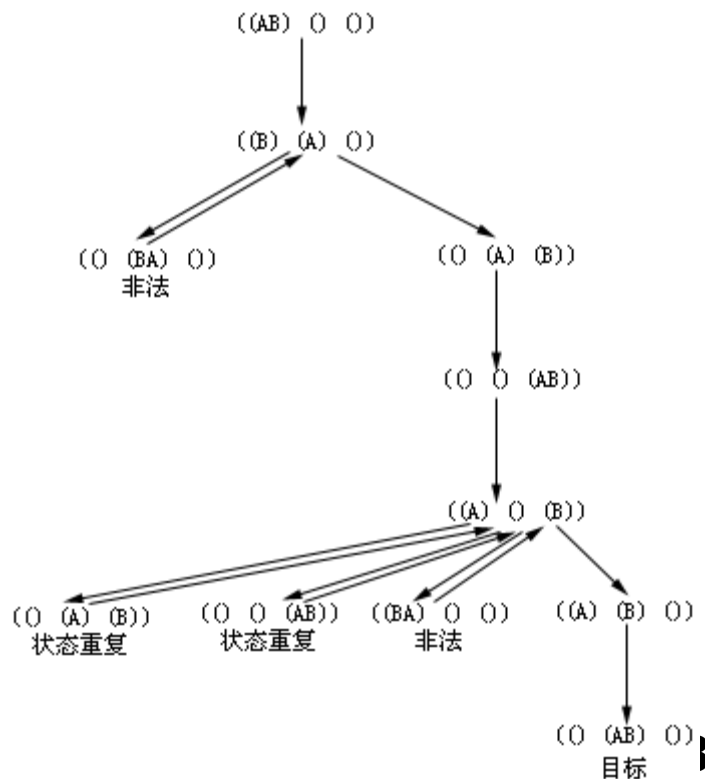 ((AB) () ())
((B) (A) ())
(() (BA) ())
非法
(() (A) (B))
(() () (AB))
((A) () (B))
(() (A) (B))
状态重复
(() () (AB))
状态重复
((BA) () ())
非法
((A) (B) ())
(() (AB) ())
目标